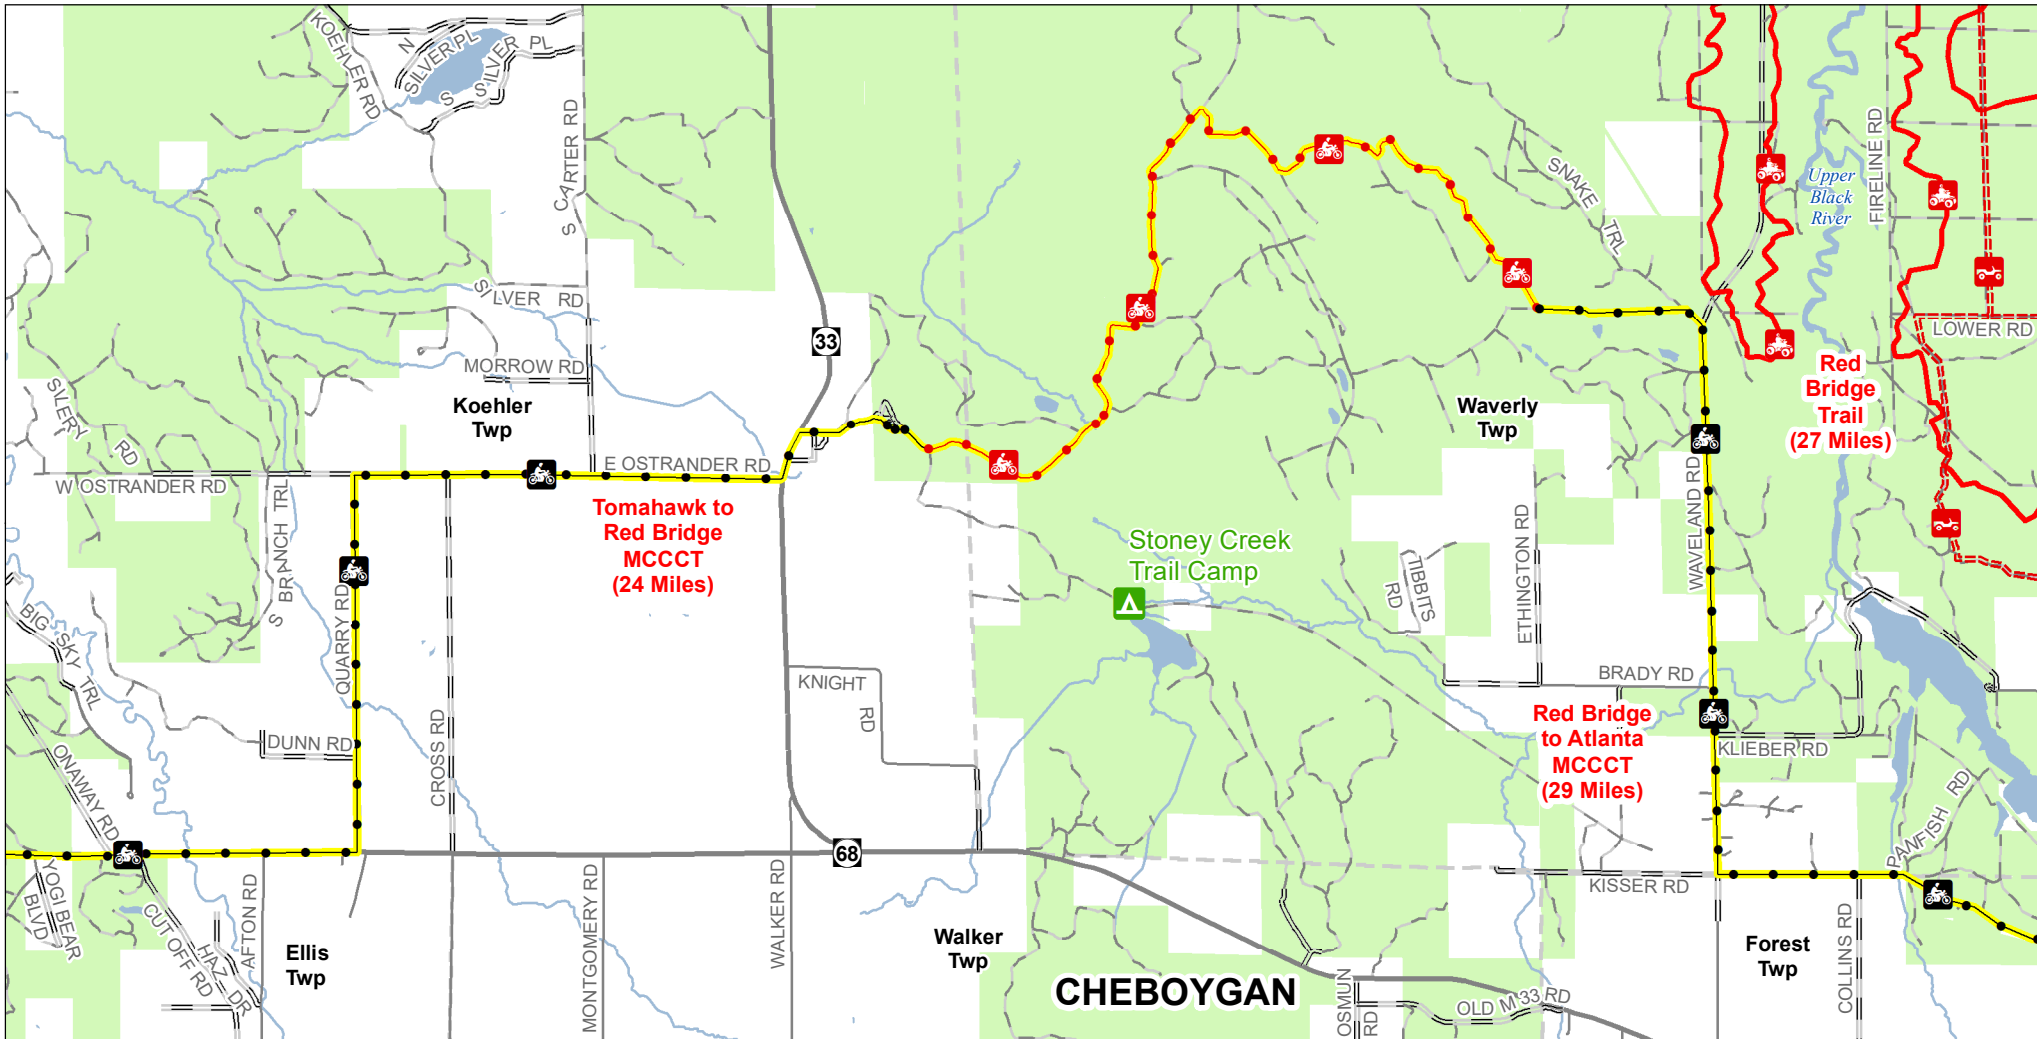 KOEHLER RD
N
SILVER PL
S SILVER PL
S CARTER RD
SILVER RD
MORROW RD
33
Koehler
Twp
SILERY RD
W OSTRANDER RD
E OSTRANDER RD
S BRANCH TRL
Tomahawk to
Red Bridge
MCCCT
(24 Miles)
QUARRY RD
BIG SKY TRL
DUNN RD
CROSS RD
KNIGHT
RD
ONAWAY RD
68
YOGI BEAR
BLVD
CUT OFF RD
HAZ DR
AFTON RD
Ellis
Twp
MONTGOMERY RD
WALKER RD
Walker
Twp
CHEBOYGAN
OSMUN
RD
OLD M 33 RD
Stoney Creek
Trail Camp
SNAKE TRL
Waverly
Twp
TIBBITS
RD
ETHINGTON RD
WAVELAND RD
BRADY RD
Red Bridge
to Atlanta
MCCCT
(29 Miles)
KLIEBER RD
KISSER RD
PANFISH RD
COLLINS RD
Forest
Twp
Upper
Black
River
FIRELINE RD
LOWER RD
Red
Bridge
Trail
(27 Miles)